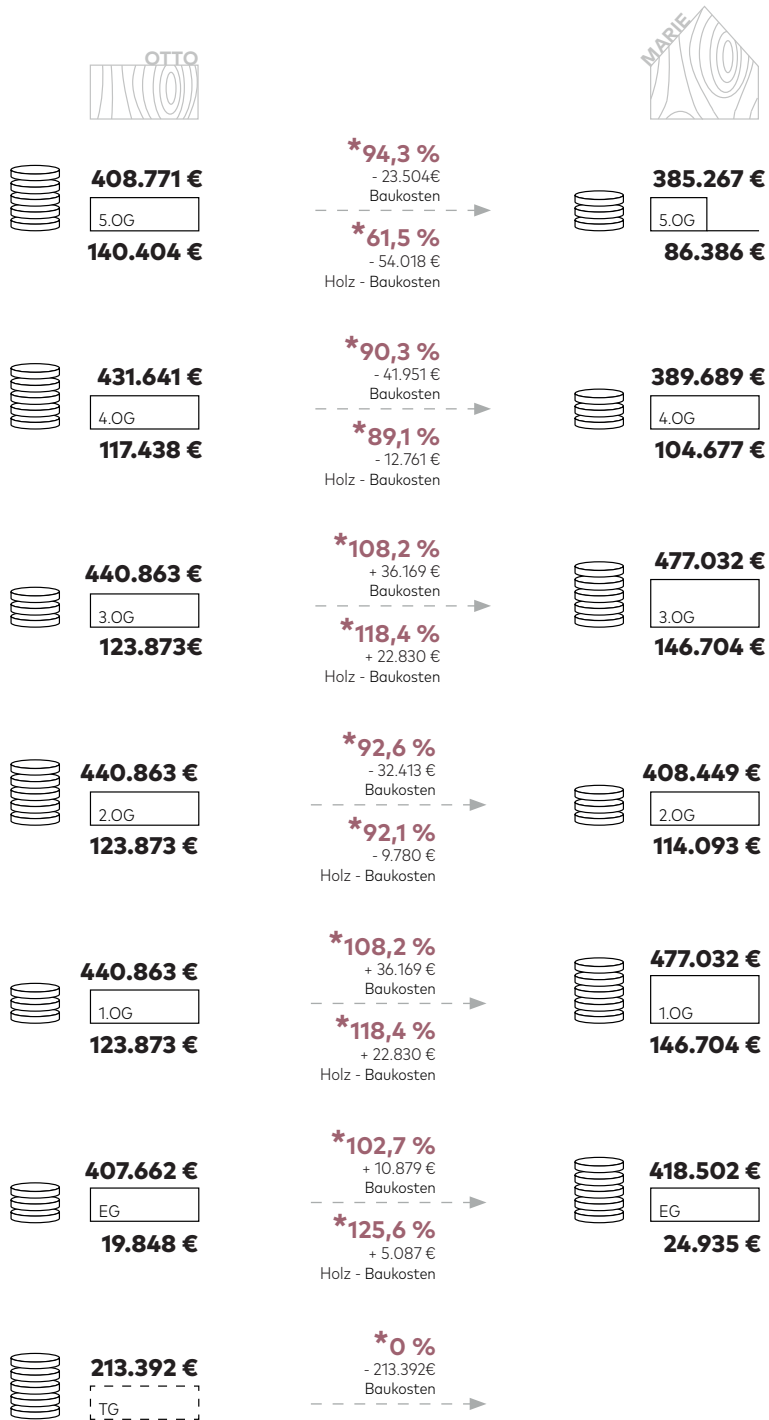 OTTO
MARIE
408.771 €
5.OG
140.404 €
*94,3 %
- 23.504€
Baukosten
*61,5 %
- 54.018 €
Holz - Baukosten
385.267 €
5.OG
86.386 €
431.641 €
4.OG
117.438 €
*90,3 %
- 41.951 €
Baukosten
*89,1 %
- 12.761 €
Holz - Baukosten
389.689 €
4.OG
104.677 €
440.863 €
3.OG
123.873€
*108,2 %
+ 36.169 €
Baukosten
*118,4 %
+ 22.830 €
Holz - Baukosten
477.032 €
3.OG
146.704 €
440.863 €
2.OG
123.873 €
*92,6 %
- 32.413 €
Baukosten
*92,1 %
- 9.780 €
Holz - Baukosten
408.449 €
2.OG
114.093 €
440.863 €
1.OG
123.873 €
*108,2 %
+ 36.169 €
Baukosten
*118,4 %
+ 22.830 €
Holz - Baukosten
477.032 €
1.OG
146.704 €
407.662 €
EG
19.848 €
*102,7 %
+ 10.879 €
Baukosten
*125,6 %
+ 5.087 €
Holz - Baukosten
418.502 €
EG
24.935 €
213.392 €
TG
*0 %
- 213.392€
Baukosten